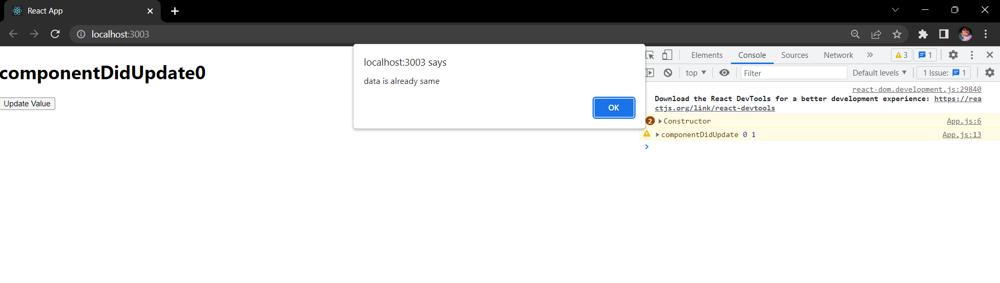 React App
localhost:3003
localhost:3003 says
data is already same
OK
componentDidUpdate0
Update Value
Elements Console Sources Network » 3 1
top Filter Default levels 1 Issue: 1
react-dom.development.js:29840
Download the React DevTools for a better development experience: https://rea
ctjs.org/link/react-devtools
2 Constructor App.js:6
componentDidUpdate 0 1 App.js:13